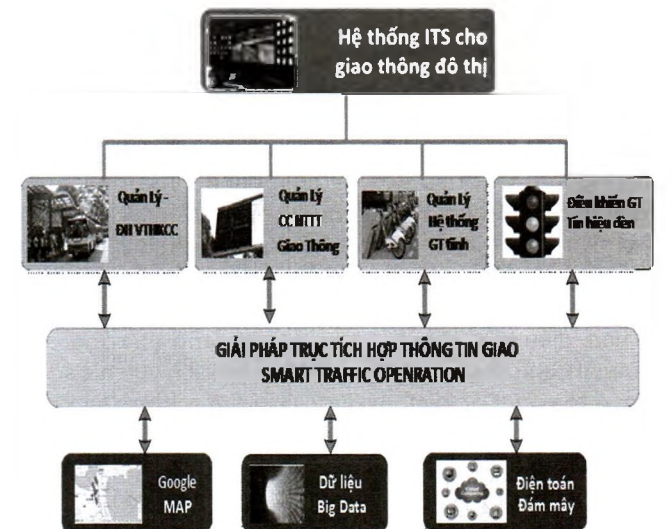 Hệ thống ITS cho
giao thông đô thị
Quản Lý -
ĐH VTHKCC
Quản Lý
CC HTTT
Giao Thông
Quản Lý
Hệ thống
GT tĩnh
Điều khiển GT
Tín hiệu đèn
GIẢI PHÁP TRỤC TÍCH HỢP THÔNG TIN GIAO
SMART TRAFFIC OPENRATION
Google
MAP
Dữ liệu
Big Data
Điện toán
Đám mây